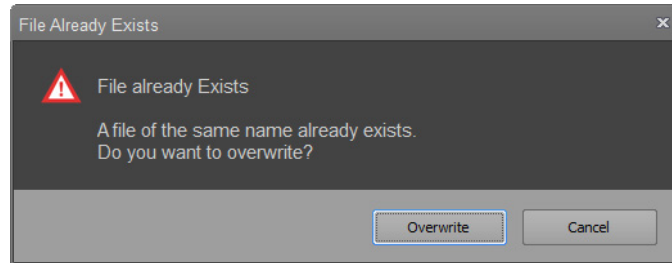 File Already Exists
File already Exists
A file of the same name already exists.
Do you want to overwrite?
Overwrite
Cancel